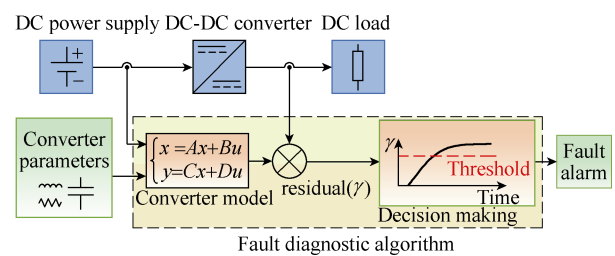 DC power supply DC-DC converter DC load
+
−
Converter
parameters
x =Ax+Bu
y=Cx+Du
Converter model
residual(γ)
γ
Threshold
Time
Decision making
Fault
alarm
Fault diagnostic algorithm